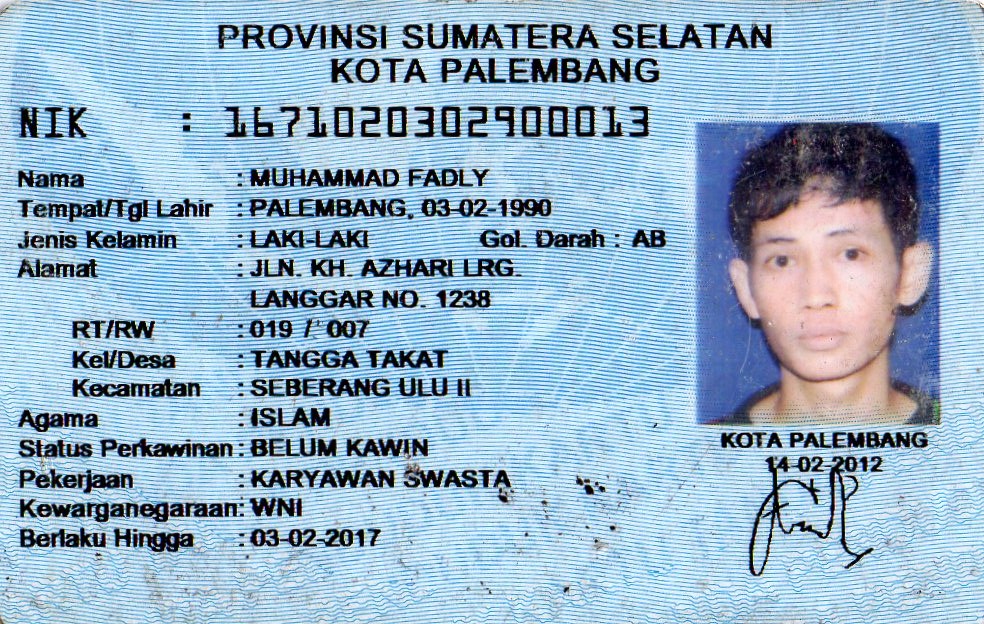 PROVINSI SUMATERA SELATAN
KOTA PALEMBANG
NIK : 1671020302900013
Nama : MUHAMMAD FADLY
Tempat/Tgl Lahir : PALEMBANG, 03-02-1990
Jenis Kelamin : LAKI-LAKI Gol. Darah : AB
Alamat : JLN. KH. AZHARI LRG.
LANGGAR NO. 1238
RT/RW : 019 / 007
Kel/Desa : TANGGA TAKAT
Kecamatan : SEBERANG ULU II
Agama : ISLAM
Status Perkawinan : BELUM KAWIN
Pekerjaan : KARYAWAN SWASTA
Kewarganegaraan : WNI
Berlaku Hingga : 03-02-2017
KOTA PALEMBANG
14-02-2012